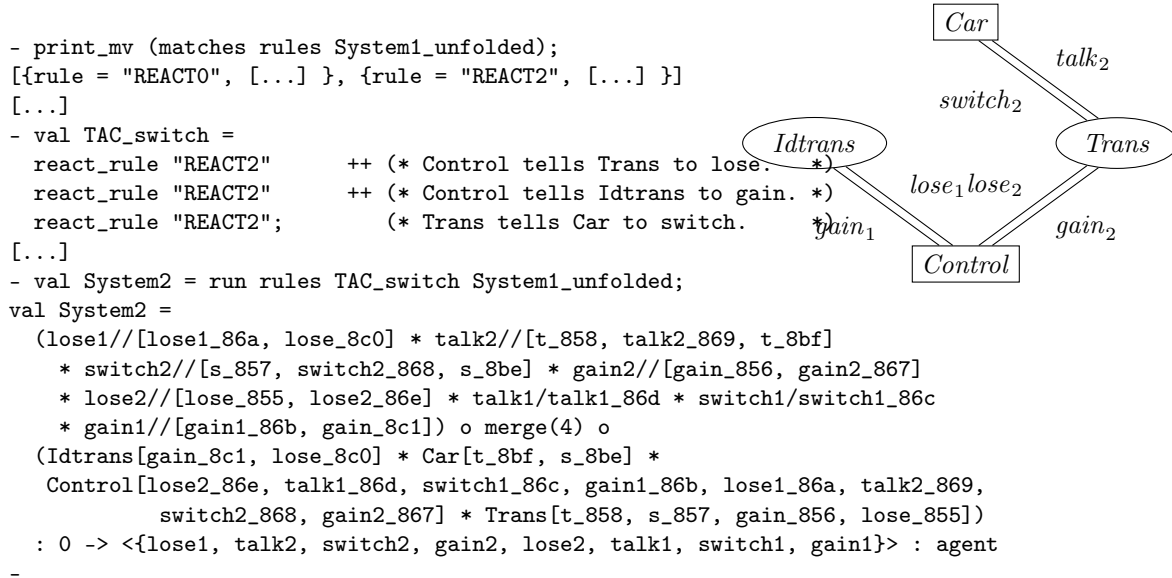 - print_mv (matches rules System1_unfolded);
[{rule = "REACT0", [...] }, {rule = "REACT2", [...] }]
[...]
- val TAC_switch =
  react_rule "REACT2"      ++ (* Control tells Trans to lose.   *)
  react_rule "REACT2"      ++ (* Control tells Idtrans to gain. *)
  react_rule "REACT2";        (* Trans tells Car to switch.     *)
[...]
- val System2 = run rules TAC_switch System1_unfolded;
val System2 =
  (lose1//[lose1_86a, lose_8c0] * talk2//[t_858, talk2_869, t_8bf]
    * switch2//[s_857, switch2_868, s_8be] * gain2//[gain_856, gain2_867]
    * lose2//[lose_855, lose2_86e] * talk1/talk1_86d * switch1/switch1_86c
    * gain1//[gain1_86b, gain_8c1]) o merge(4) o
  (Idtrans[gain_8c1, lose_8c0] * Car[t_8bf, s_8be] *
   Control[lose2_86e, talk1_86d, switch1_86c, gain1_86b, lose1_86a, talk2_869,
           switch2_868, gain2_867] * Trans[t_858, s_857, gain_856, lose_855])
  : 0 -> <{lose1, talk2, switch2, gain2, lose2, talk1, switch1, gain1}> : agent
-
Car
talk₂
switch₂
Idtrans Trans
lose₁lose₂
gain₁ gain₂
Control